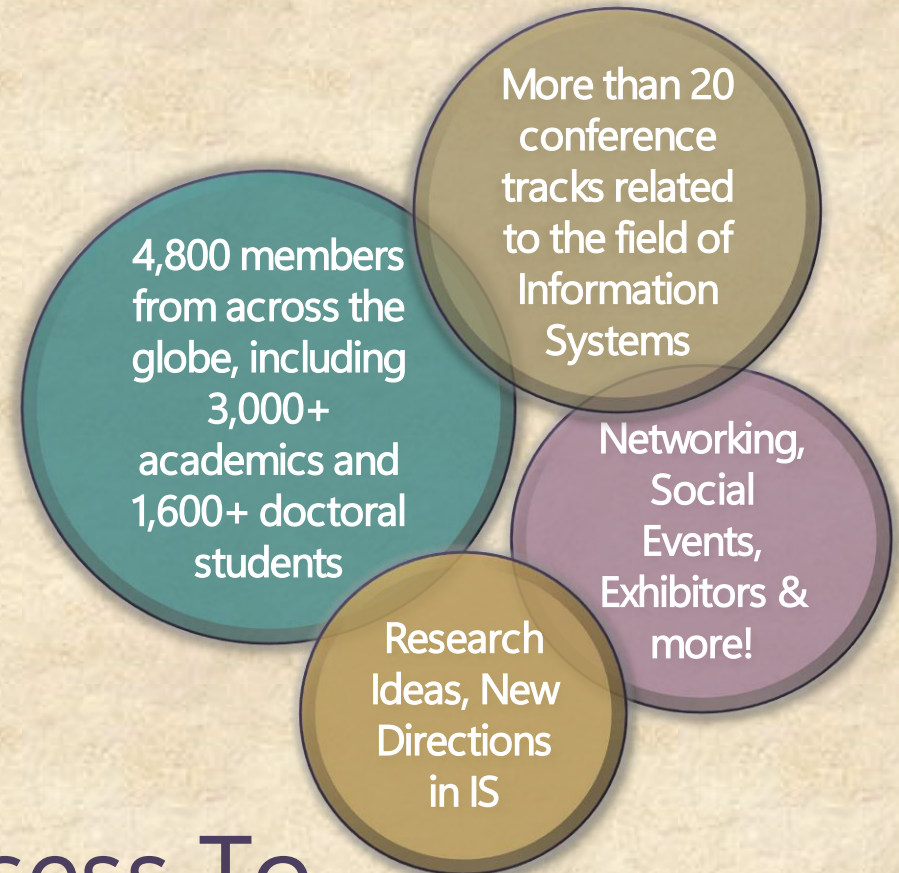 More than 20
conference
tracks related
to the field of
Information
Systems
4,800 members
from across the
globe, including
3,000+
academics and
1,600+ doctoral
students
Networking,
Social
Events,
Exhibitors &
more!
Research
Ideas, New
Directions
in IS
To